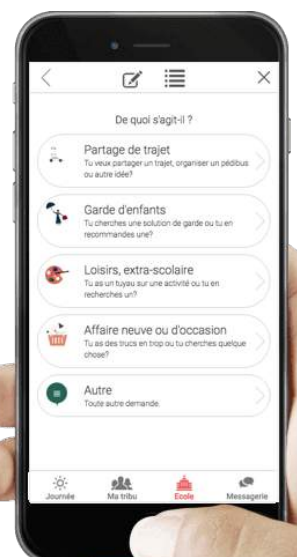 De quoi s'agit-il ?
Partage de trajet
Tu veux partager un trajet, organiser un pédibus
ou autre idée?
Garde d'enfants
Tu cherches une solution de garde ou tu en
recommandes une?
Loisirs, extra-scolaire
Tu as un tuyau sur une activité ou tu en
recherches un?
Affaire neuve ou d'occasion
Tu as des trucs en trop ou tu cherches quelque
chose?
Autre
Toute autre demande.
Journée
Ma tribu
Ecole
Messagerie